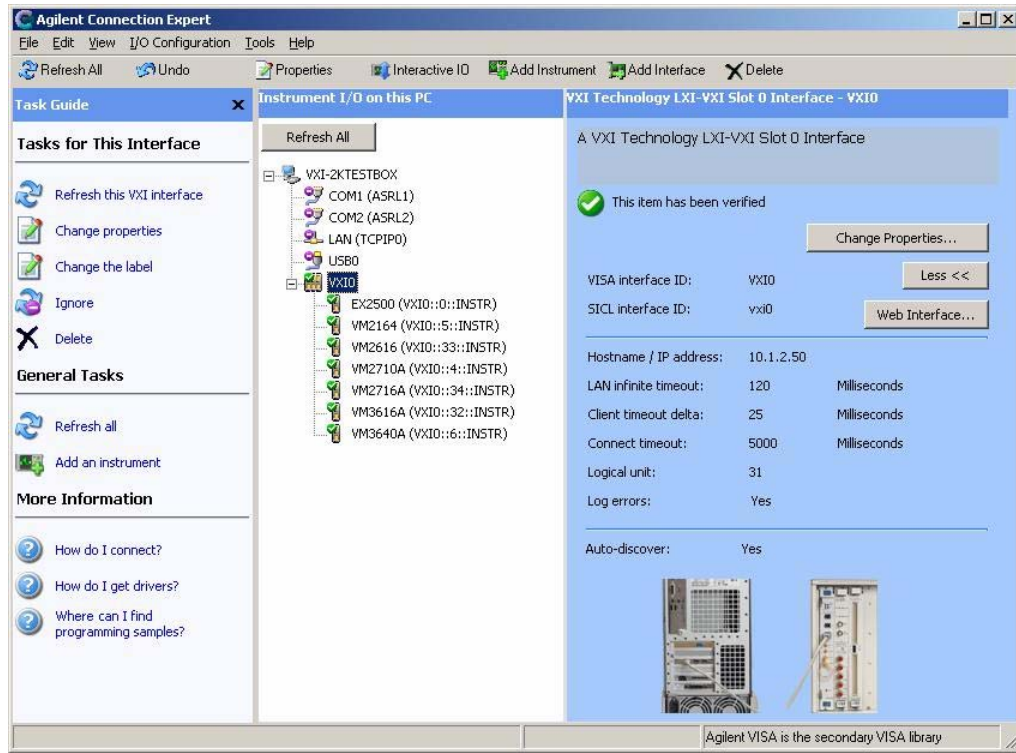 Agilent Connection Expert
File Edit View I/O Configuration Tools Help
Refresh All Undo Properties Interactive IO Add Instrument Add Interface Delete
Task Guide
Tasks for This Interface
Refresh this VXI interface
Change properties
Change the label
Ignore
Delete
General Tasks
Refresh all
Add an instrument
More Information
How do I connect?
How do I get drivers?
Where can I find
programming samples?
Instrument I/O on this PC
Refresh All
VXI-2KTESTBOX
COM1 (ASRL1)
COM2 (ASRL2)
LAN (TCPIP0)
USB0
VXI0
EX2500 (VXI0::0::INSTR)
VM2164 (VXI0::5::INSTR)
VM2616 (VXI0::33::INSTR)
VM2710A (VXI0::4::INSTR)
VM2716A (VXI0::34::INSTR)
VM3616A (VXI0::32::INSTR)
VM3640A (VXI0::6::INSTR)
VXI Technology LXI-VXI Slot 0 Interface - VXI0
A VXI Technology LXI-VXI Slot 0 Interface
This item has been verified
Change Properties...
Less <<
VISA interface ID: VXI0
SICL interface ID: vxi0
Web Interface...
Hostname / IP address: 10.1.2.50
LAN infinite timeout: 120 Milliseconds
Client timeout delta: 25 Milliseconds
Connect timeout: 5000 Milliseconds
Logical unit: 31
Log errors: Yes
Auto-discover: Yes
Agilent VISA is the secondary VISA library